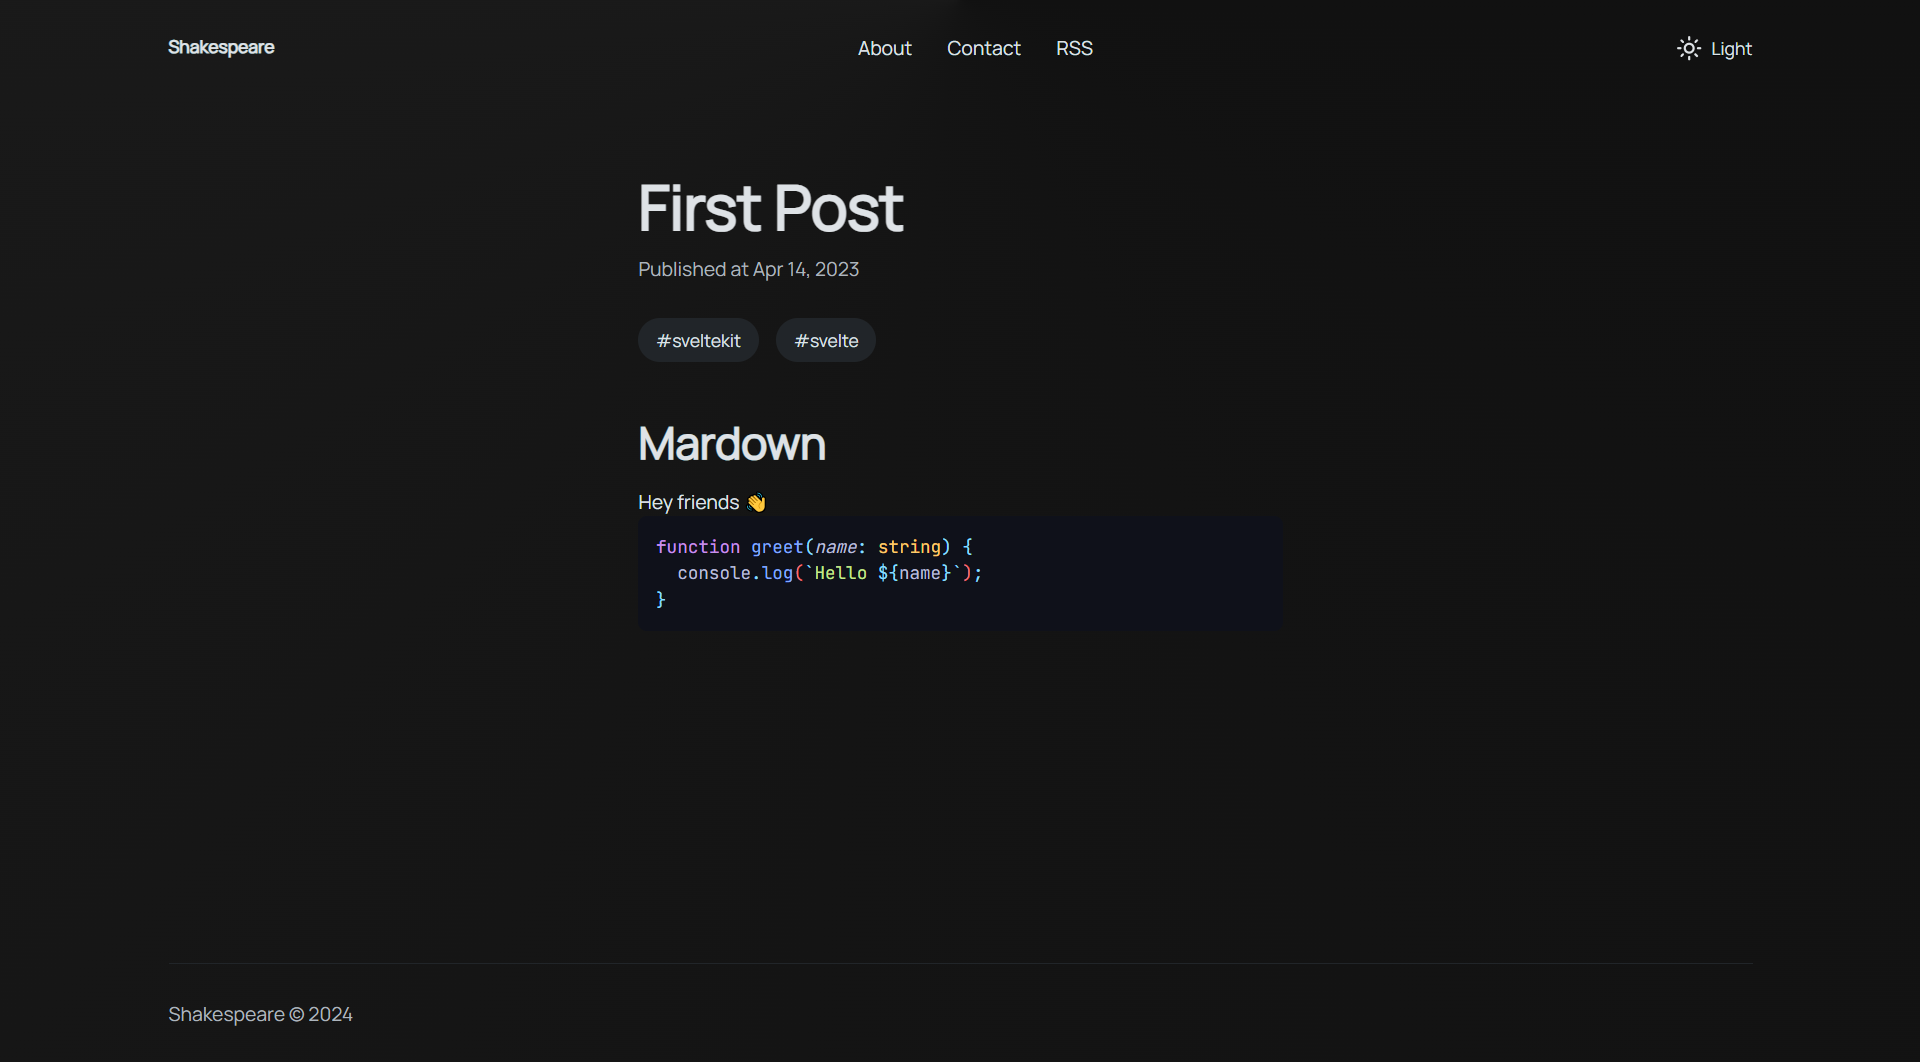 Shakespeare
About
Contact
RSS
Light
First Post
Published at Apr 14, 2023
#sveltekit
#svelte
Mardown
Hey friends 👋
function greet(name: string) {
  console.log(`Hello ${name}`);
}
Shakespeare © 2024